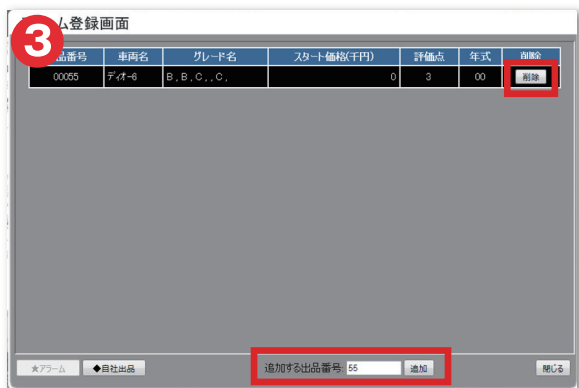 ム登録画面
3
品番号 車両名 グレード名 スタート価格(千円) 評価点 年式 削除
00055 ﾃﾞｨｵｰ6 B,B,C,,C, 0 3 00 削除
追加する出品番号: 55 追加
★アラーム ◆自社出品 閉じる